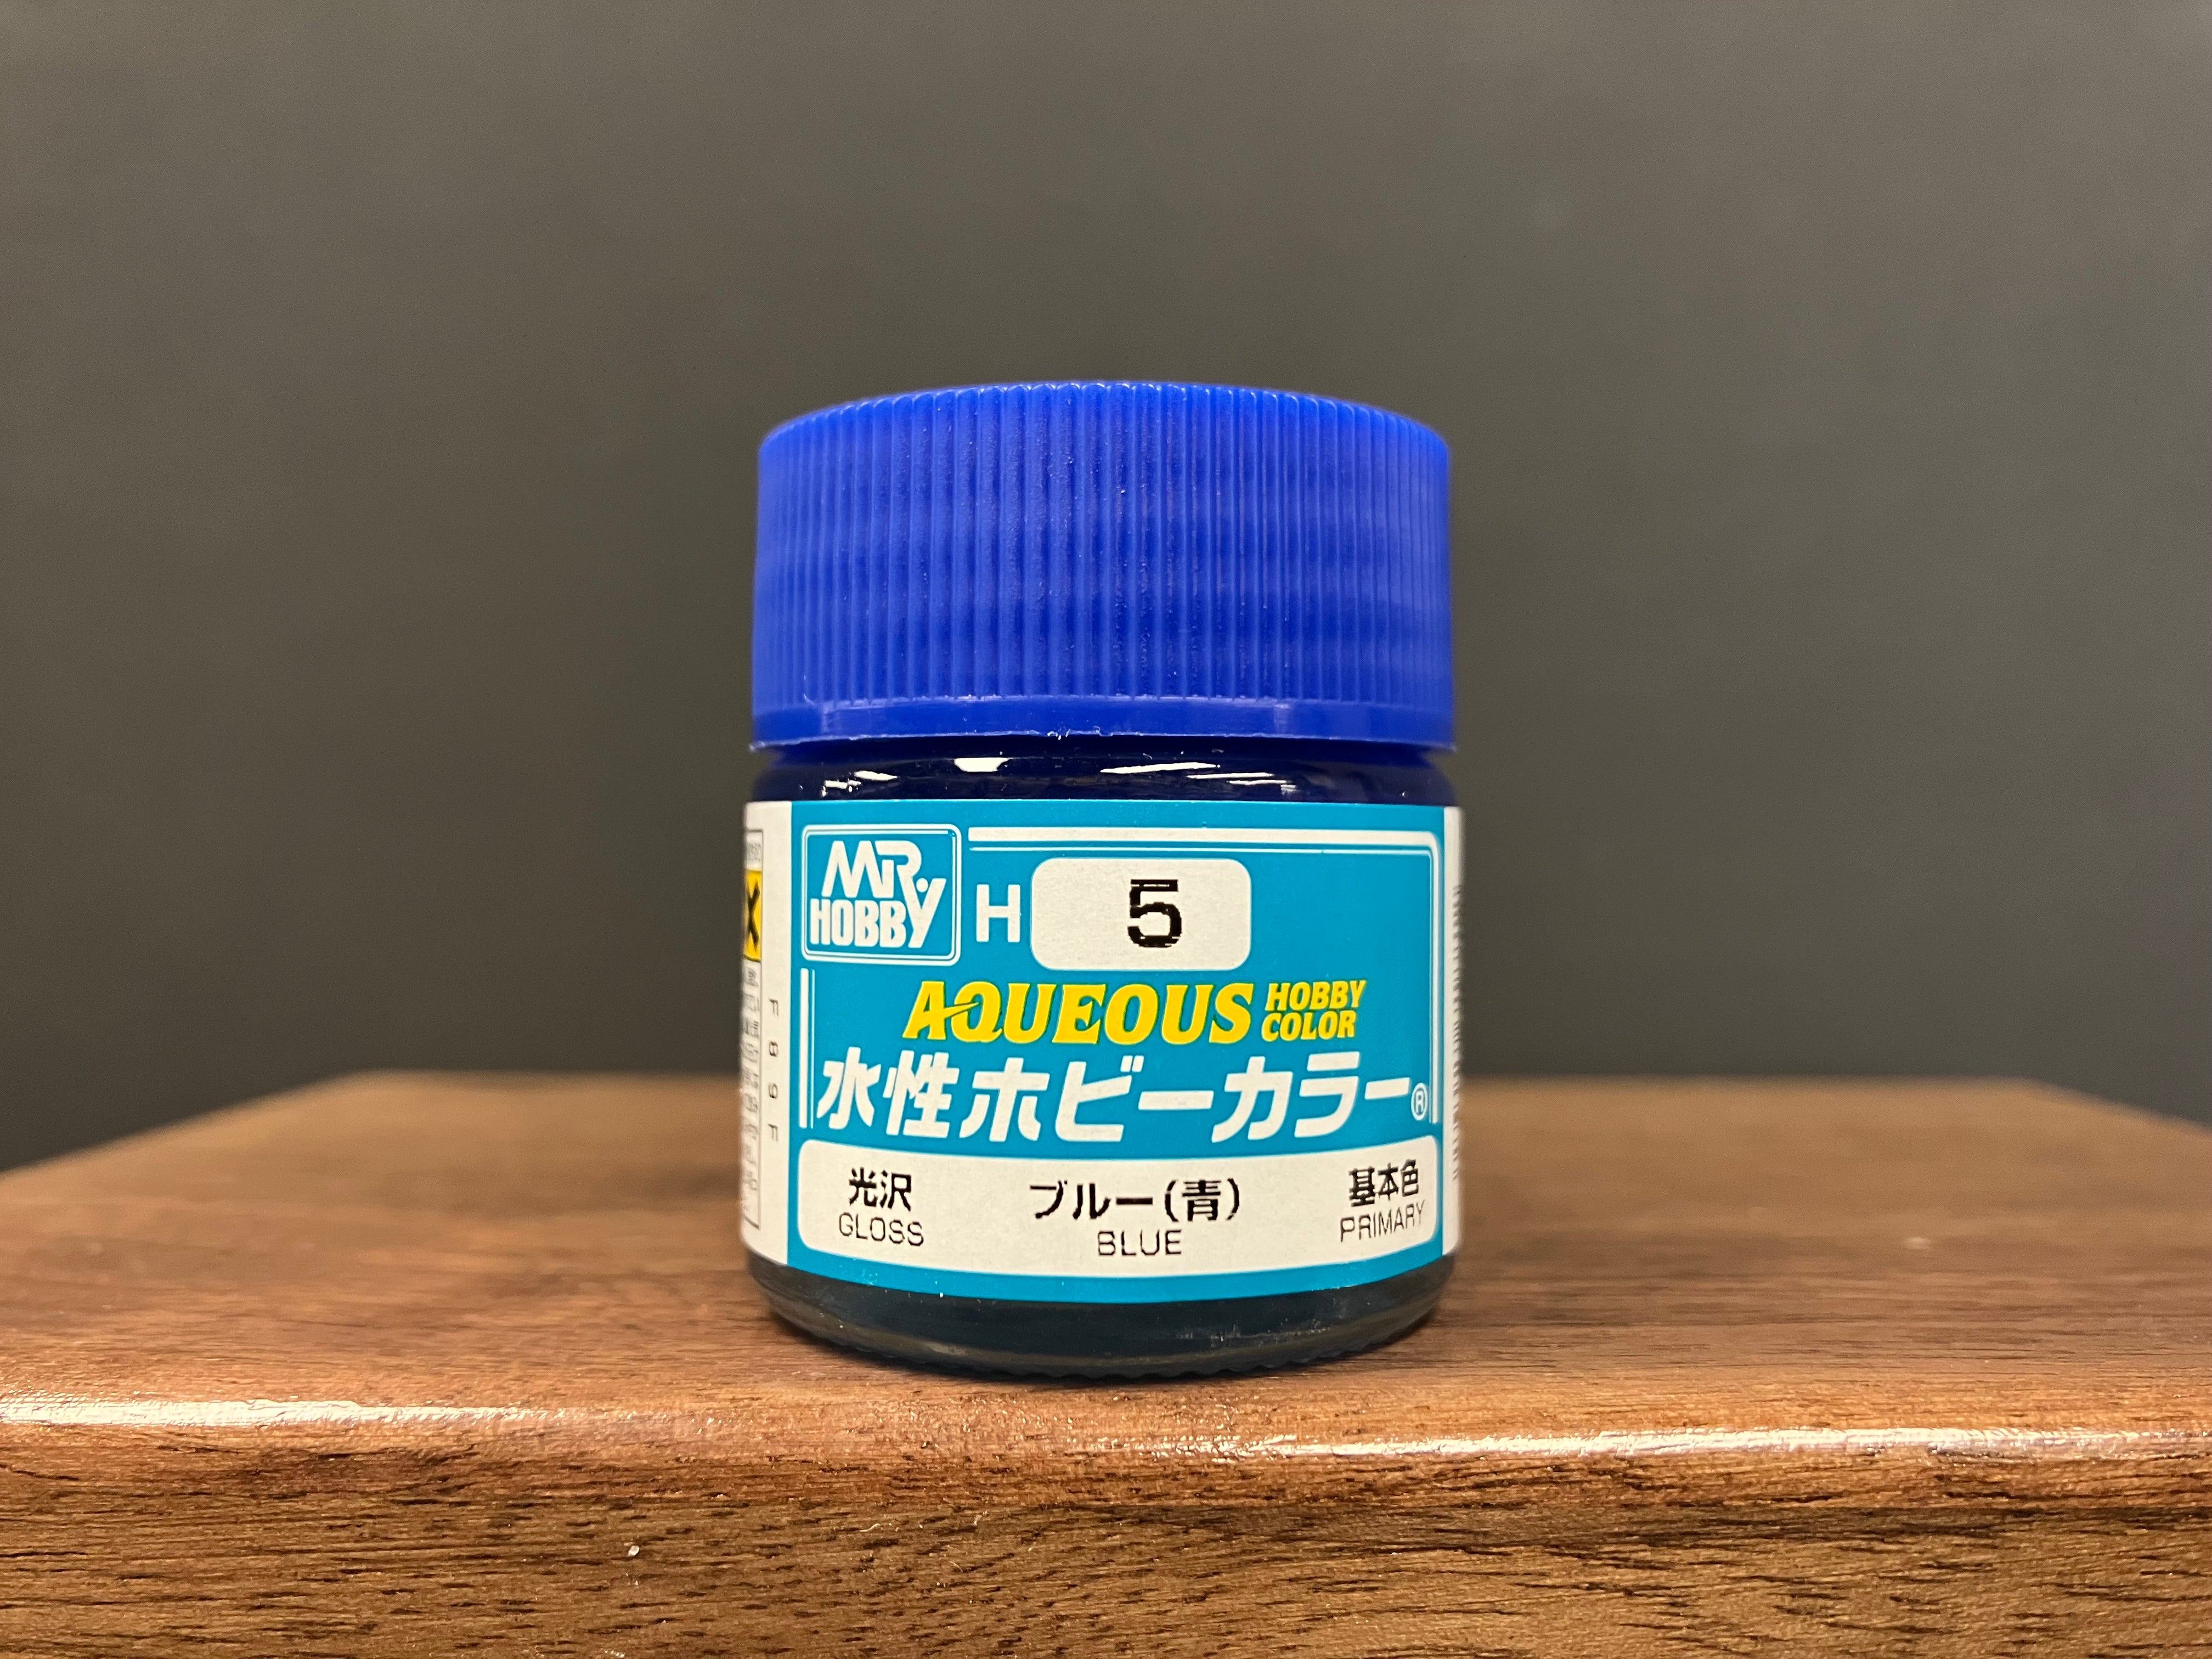 MR.
HOBBY
H 5
AQUEOUS HOBBY COLOR
水性ホビーカラー®
光沢 ブルー(青) 基本色
GLOSS BLUE PRIMARY
F89F